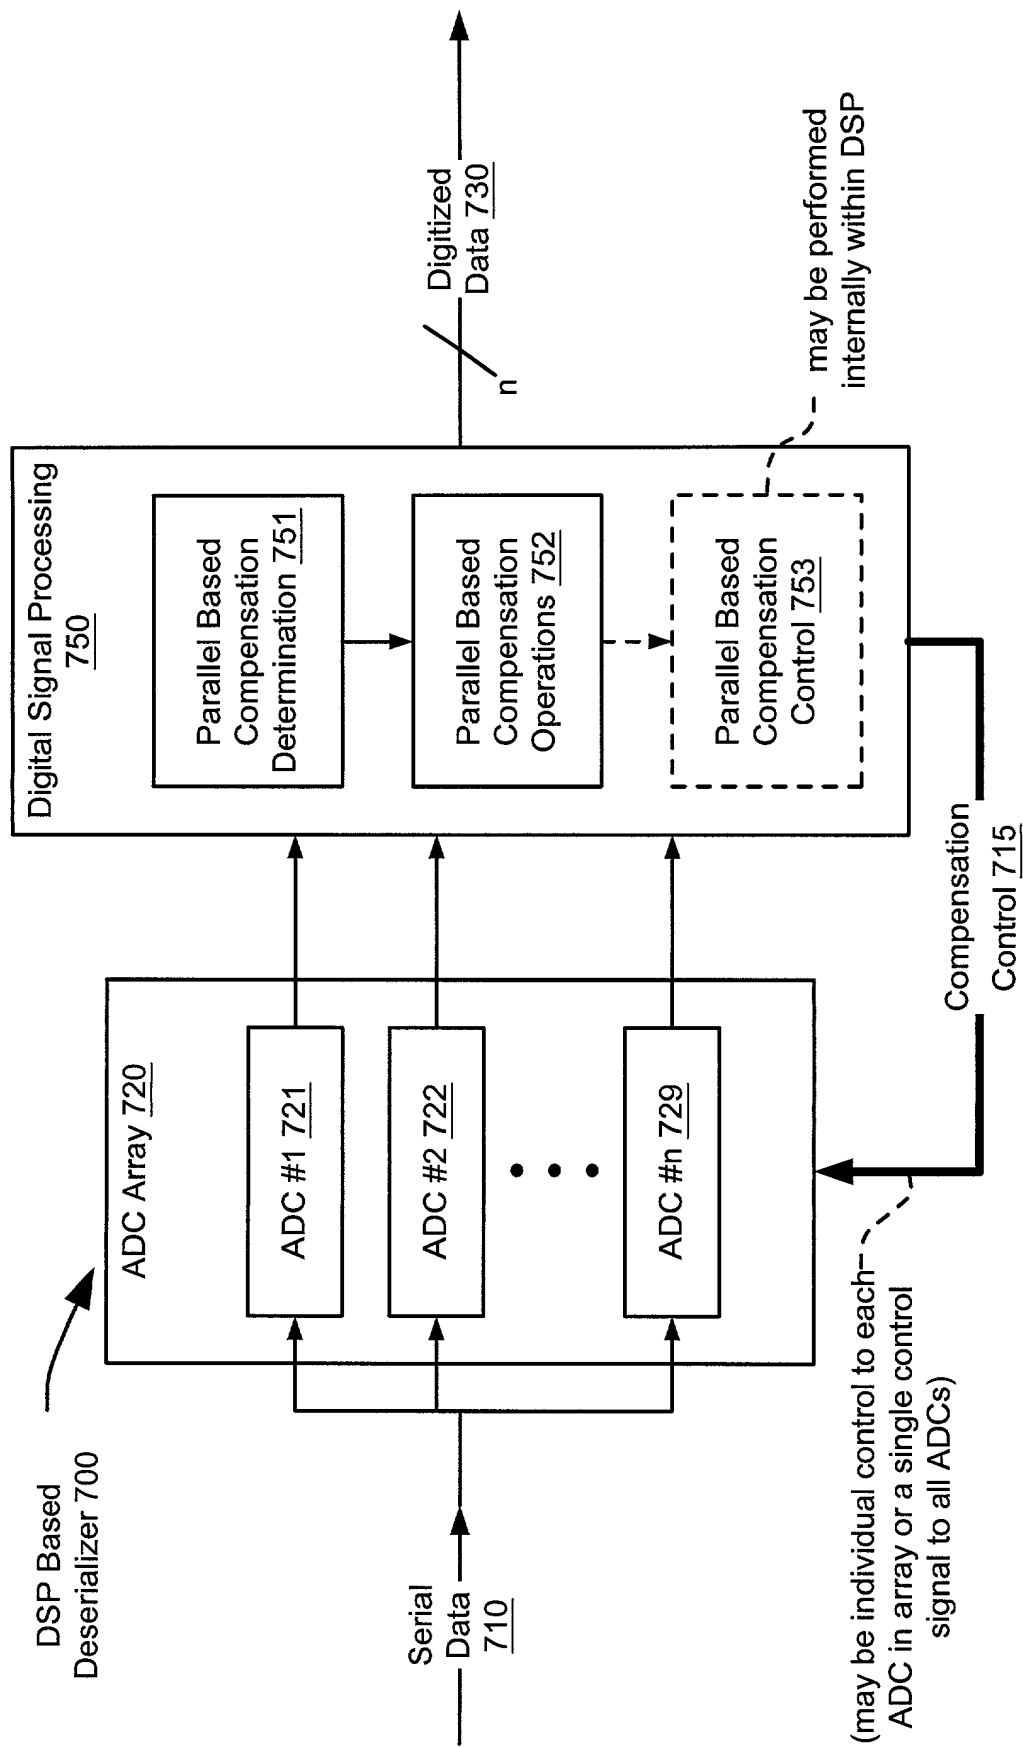 DSP Based
Deserializer 700
Serial
Data
710
ADC Array 720
ADC #1 721
ADC #2 722
ADC #n 729
Digital Signal Processing
750
Parallel Based
Compensation
Determination 751
Parallel Based
Compensation
Operations 752
Parallel Based
Compensation
Control 753
n
Digitized
Data 730
may be performed
internally within DSP
Compensation
Control 715
(may be individual control to each
ADC in array or a single control
signal to all ADCs)